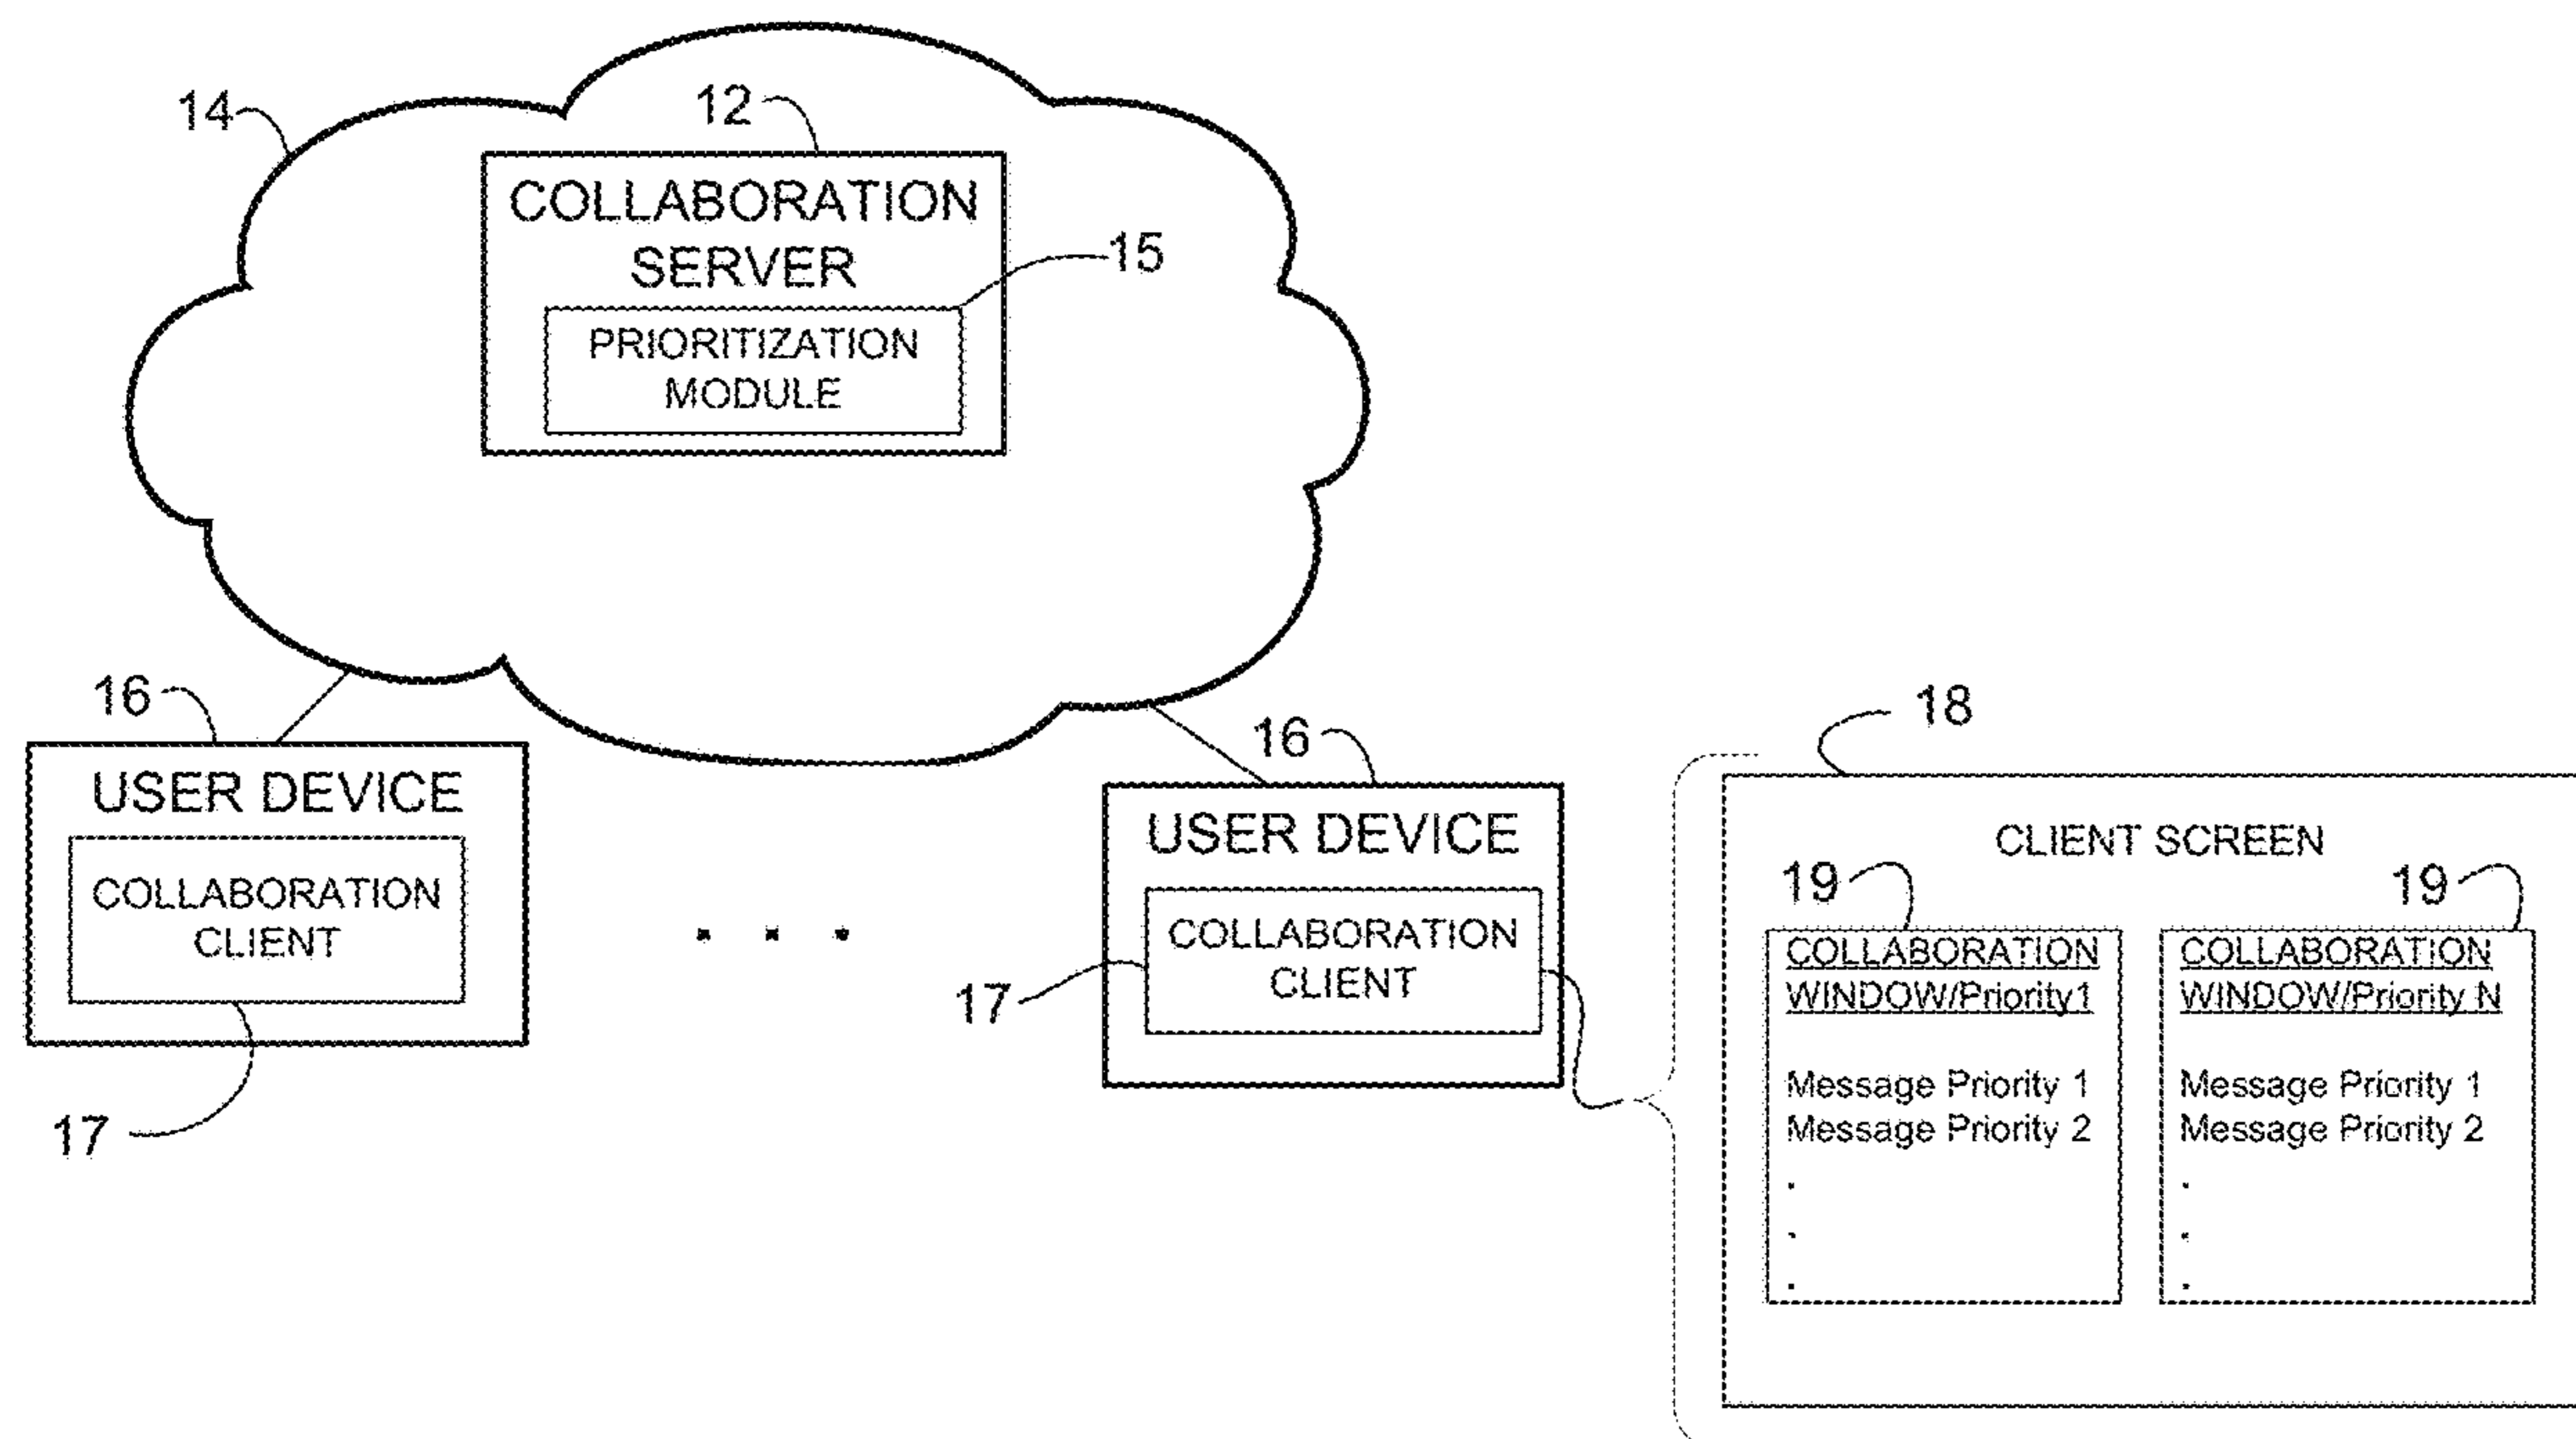 14
12
COLLABORATION
SERVER
15
PRIORITIZATION
MODULE
16
USER DEVICE
COLLABORATION
CLIENT
17
. . .
16
USER DEVICE
COLLABORATION
CLIENT
17
18
CLIENT SCREEN
19
COLLABORATION
WINDOW/Priority1
Message Priority 1
Message Priority 2
.
.
.
19
COLLABORATION
WINDOW/Priority N
Message Priority 1
Message Priority 2
.
.
.